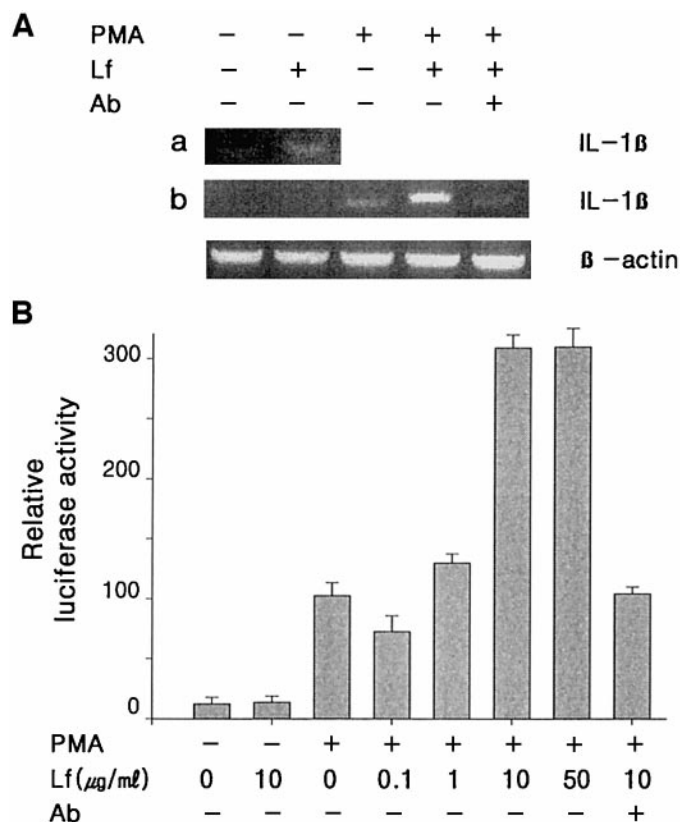 A
PMA − − + + +
Lf − + − + +
Ab − − − − +
a IL−1ß
b IL−1ß
ß −actin
B
300
200
100
0
Relative
luciferase activity
PMA − − + + + + + +
Lf(μg/mℓ) 0 10 0 0.1 1 10 50 10
Ab − − − − − − − +